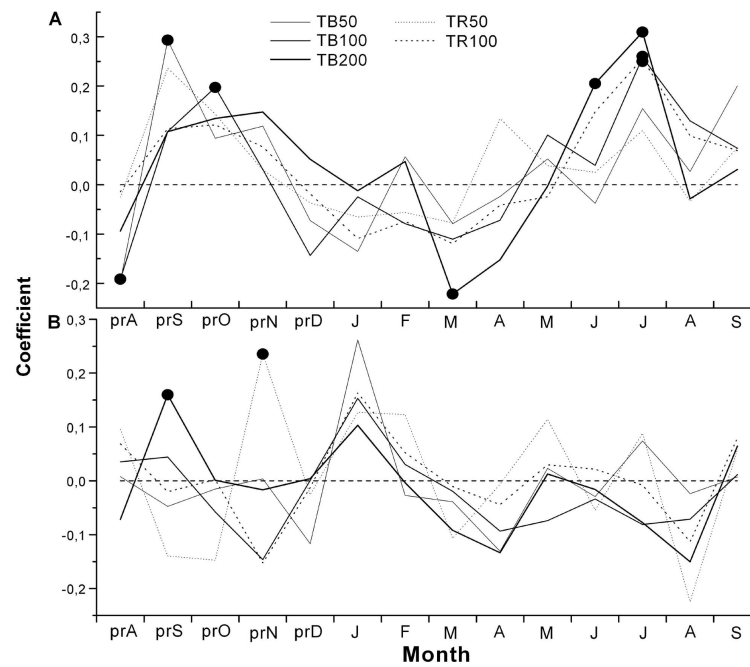 A
TB50 TR50
TB100 TR100
TB200
0,3
0,2
0,1
0,0
-0,1
-0,2
prA prS prO prN prD J F M A M J J A S
Coefficient
B
0,3
0,2
0,1
0,0
-0,1
-0,2
prA prS prO prN prD J F M A M J J A S
Month